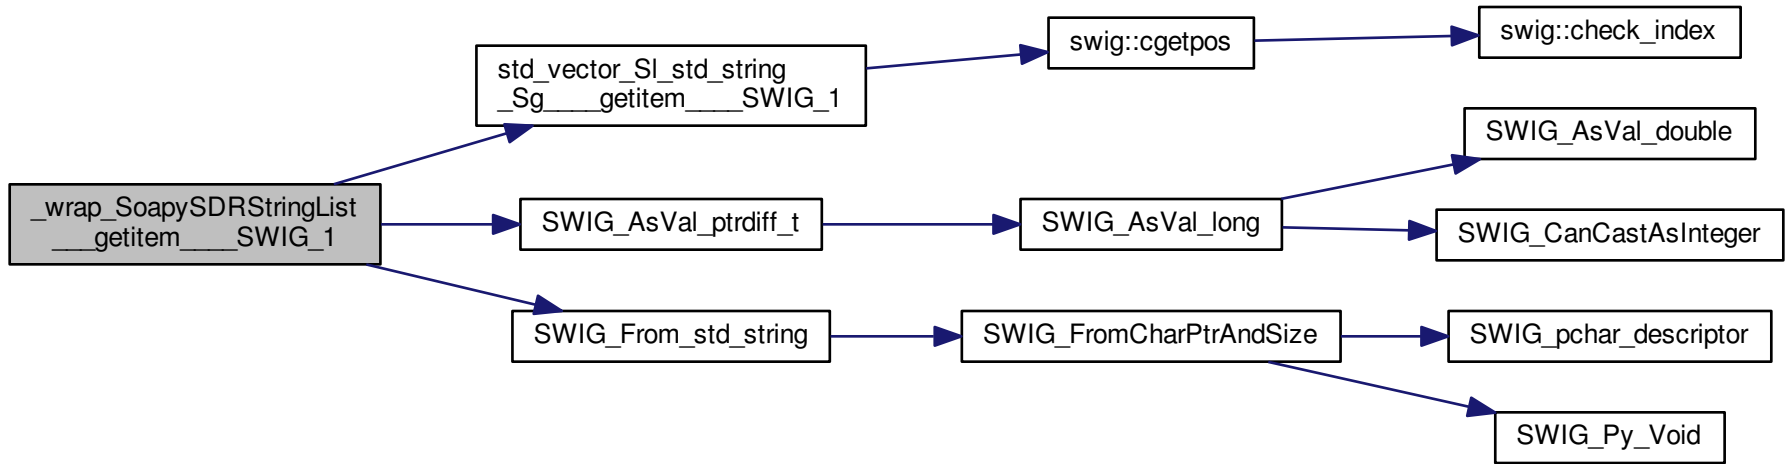 _wrap_SoapySDRStringList
___getitem____SWIG_1
std_vector_Sl_std_string
_Sg____getitem____SWIG_1
swig::cgetpos
swig::check_index
SWIG_AsVal_ptrdiff_t
SWIG_AsVal_long
SWIG_AsVal_double
SWIG_CanCastAsInteger
SWIG_From_std_string
SWIG_FromCharPtrAndSize
SWIG_pchar_descriptor
SWIG_Py_Void